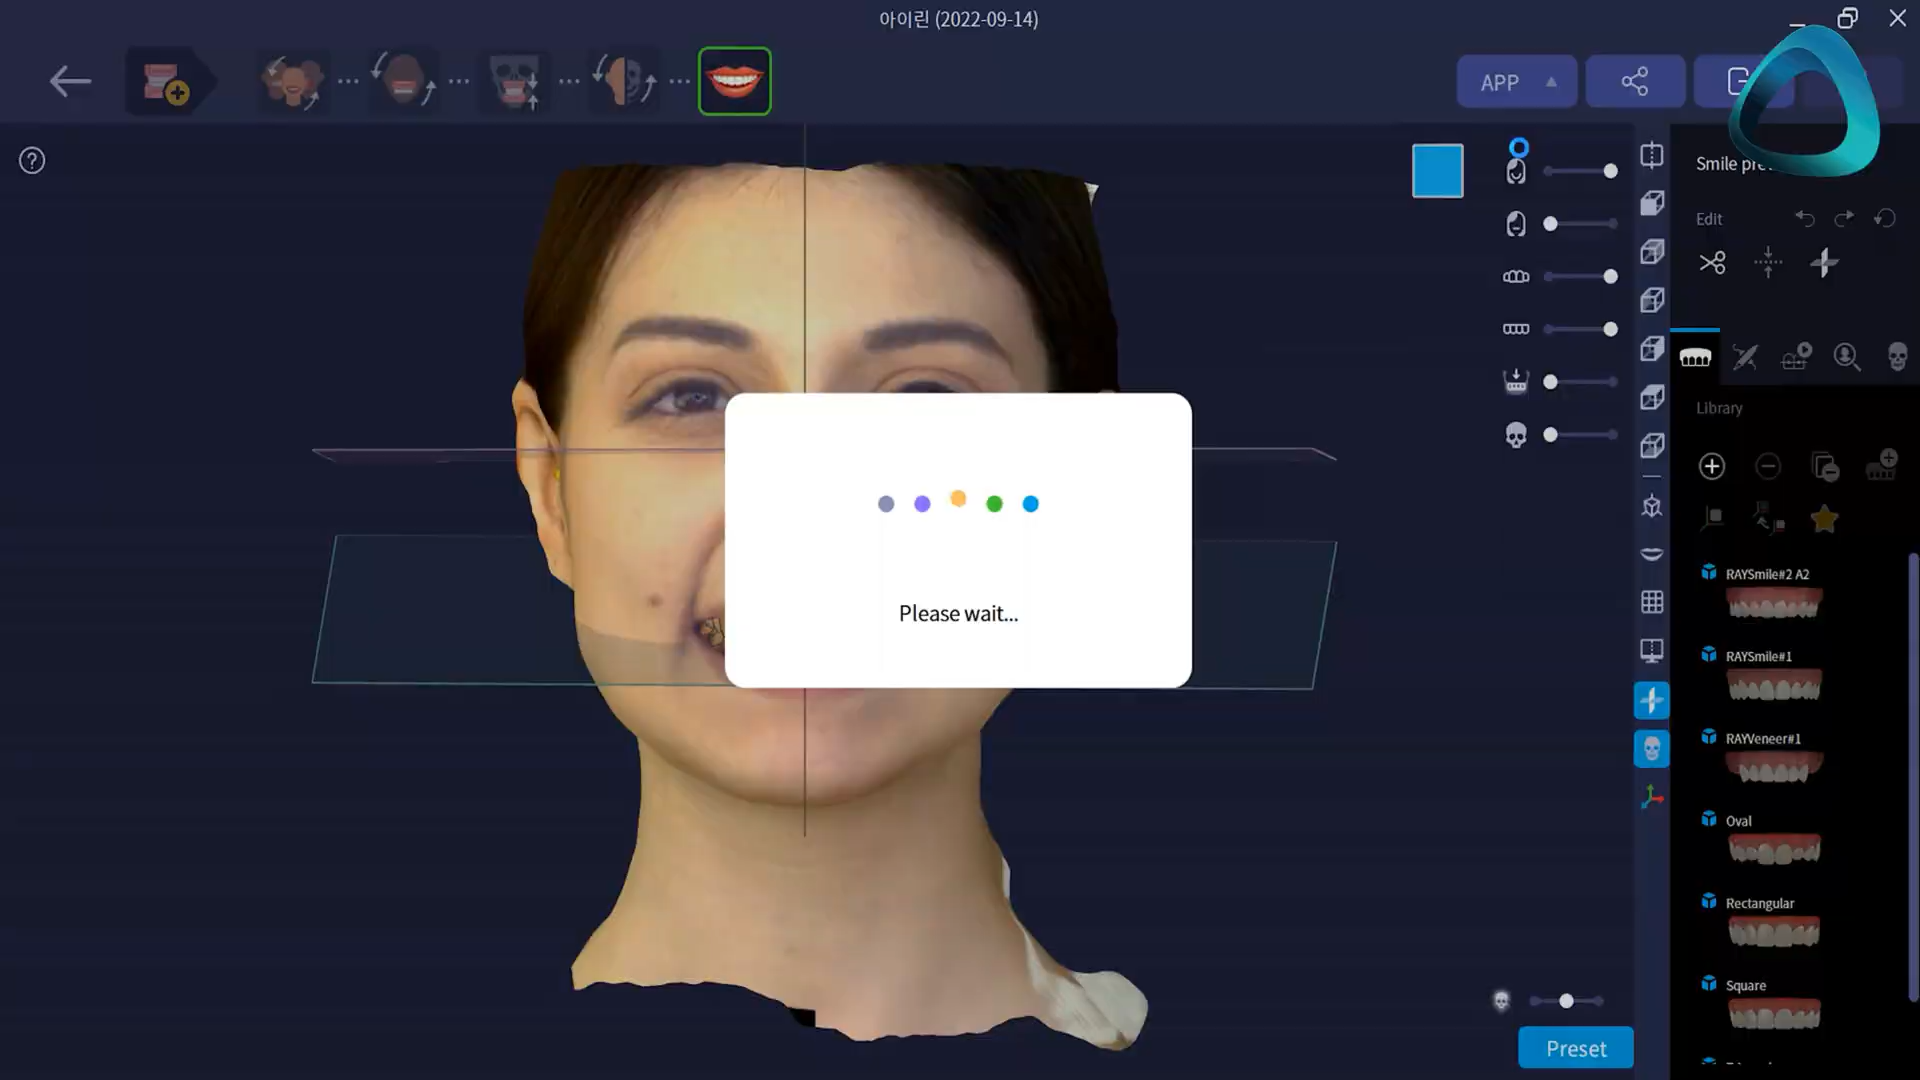 아이린 (2022-09-14)
APP
Smile pre
Edit
Library
RAYSmile#2 A2
RAYSmile#1
RAYVeneer#1
Oval
Rectangular
Square
Please wait...
Preset